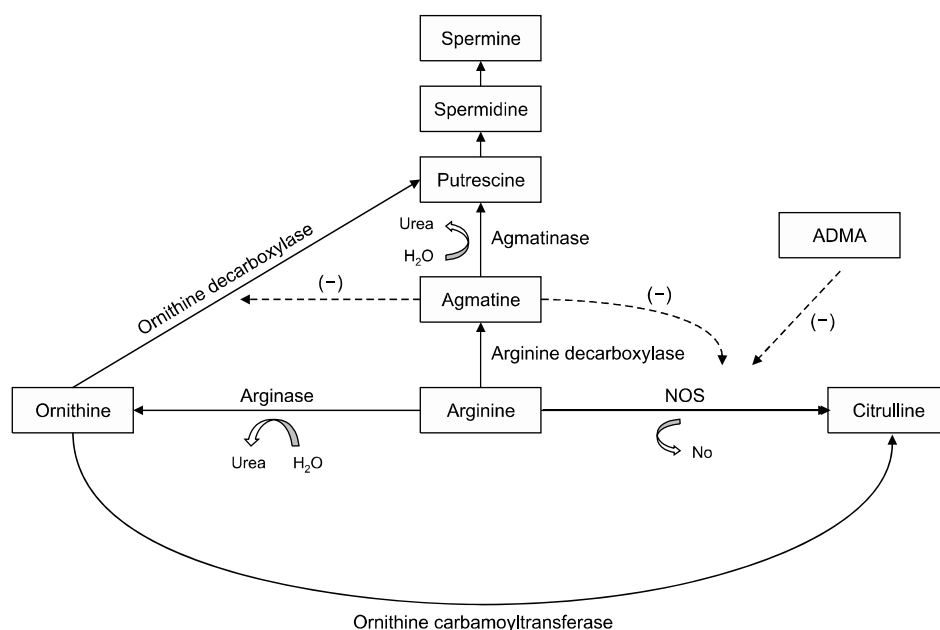 Spermine
Spermidine
Putrescine
Urea
H₂O
Agmatinase
ADMA
Ornithine decarboxylase
(−)
Agmatine
(−)
(−)
Arginine decarboxylase
Ornithine
Arginase
Arginine
NOS
Citrulline
Urea
H₂O
No
Ornithine carbamoyltransferase